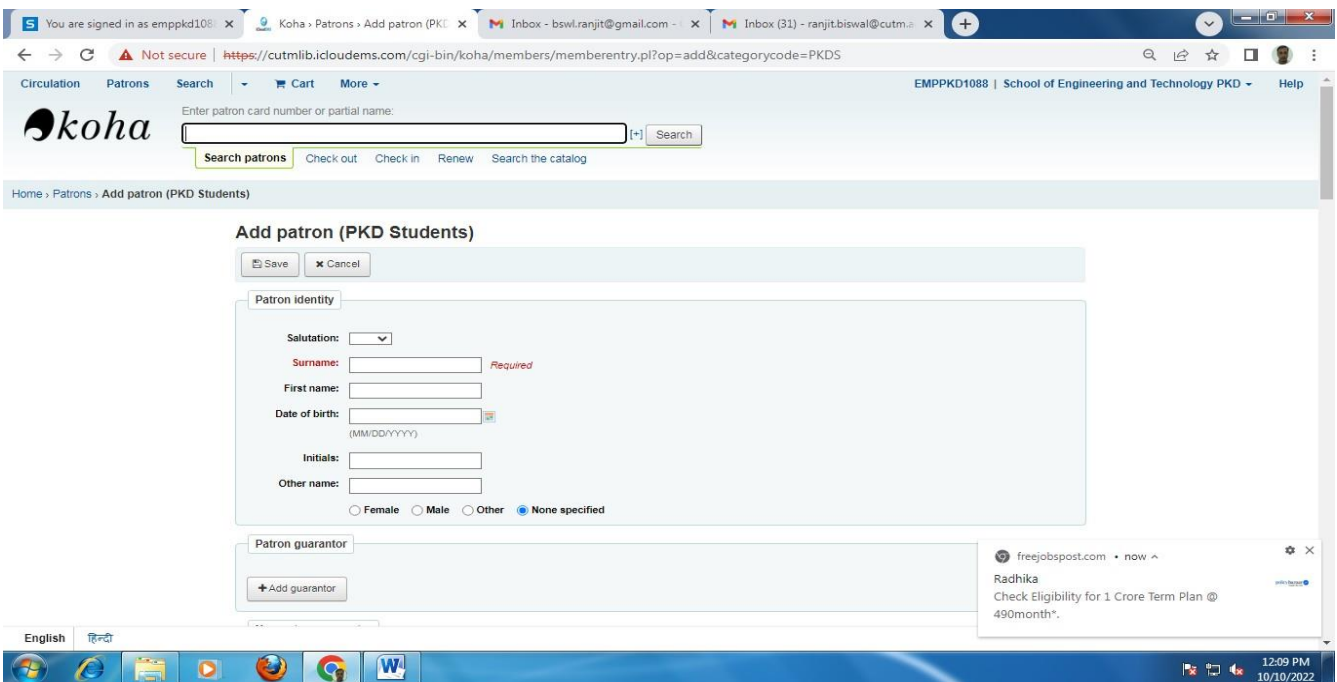 You are signed in as emppkd108
Koha › Patrons › Add patron (PKD
Inbox - bswl.ranjit@gmail.com -
Inbox (31) - ranjit.biswal@cutm.a
Not secure | https://cutmlib.icloudems.com/cgi-bin/koha/members/memberentry.pl?op=add&categorycode=PKDS
Circulation Patrons Search Cart More EMPPKD1088 | School of Engineering and Technology PKD Help
koha
Enter patron card number or partial name:
[+] Search
Search patrons Check out Check in Renew Search the catalog
Home › Patrons › Add patron (PKD Students)
Add patron (PKD Students)
Save Cancel
Patron identity
Salutation:
Surname: Required
First name:
Date of birth:
(MM/DD/YYYY)
Initials:
Other name:
Female Male Other None specified
Patron guarantor
+ Add guarantor
freejobspost.com • now
Radhika
Check Eligibility for 1 Crore Term Plan @
490month*.
English हिन्दी
12:09 PM
10/10/2022